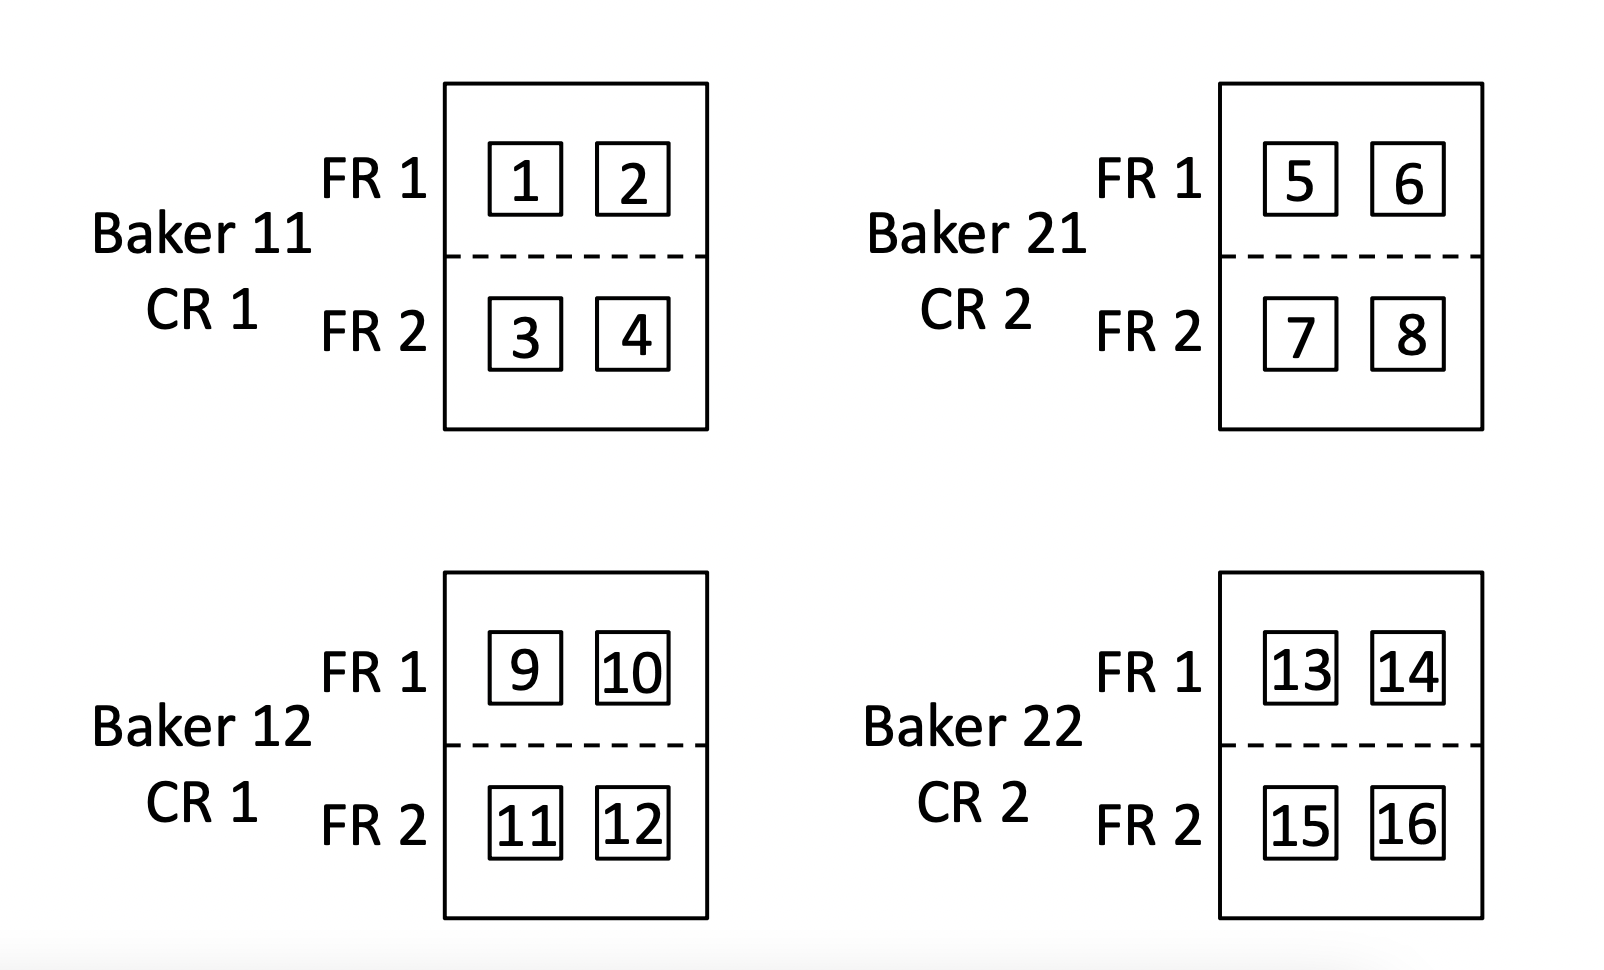 FR 1 1 2
Baker 11
CR 1
FR 2 3 4
FR 1 5 6
Baker 21
CR 2
FR 2 7 8
FR 1 9 10
Baker 12
CR 1
FR 2 11 12
FR 1 13 14
Baker 22
CR 2
FR 2 15 16